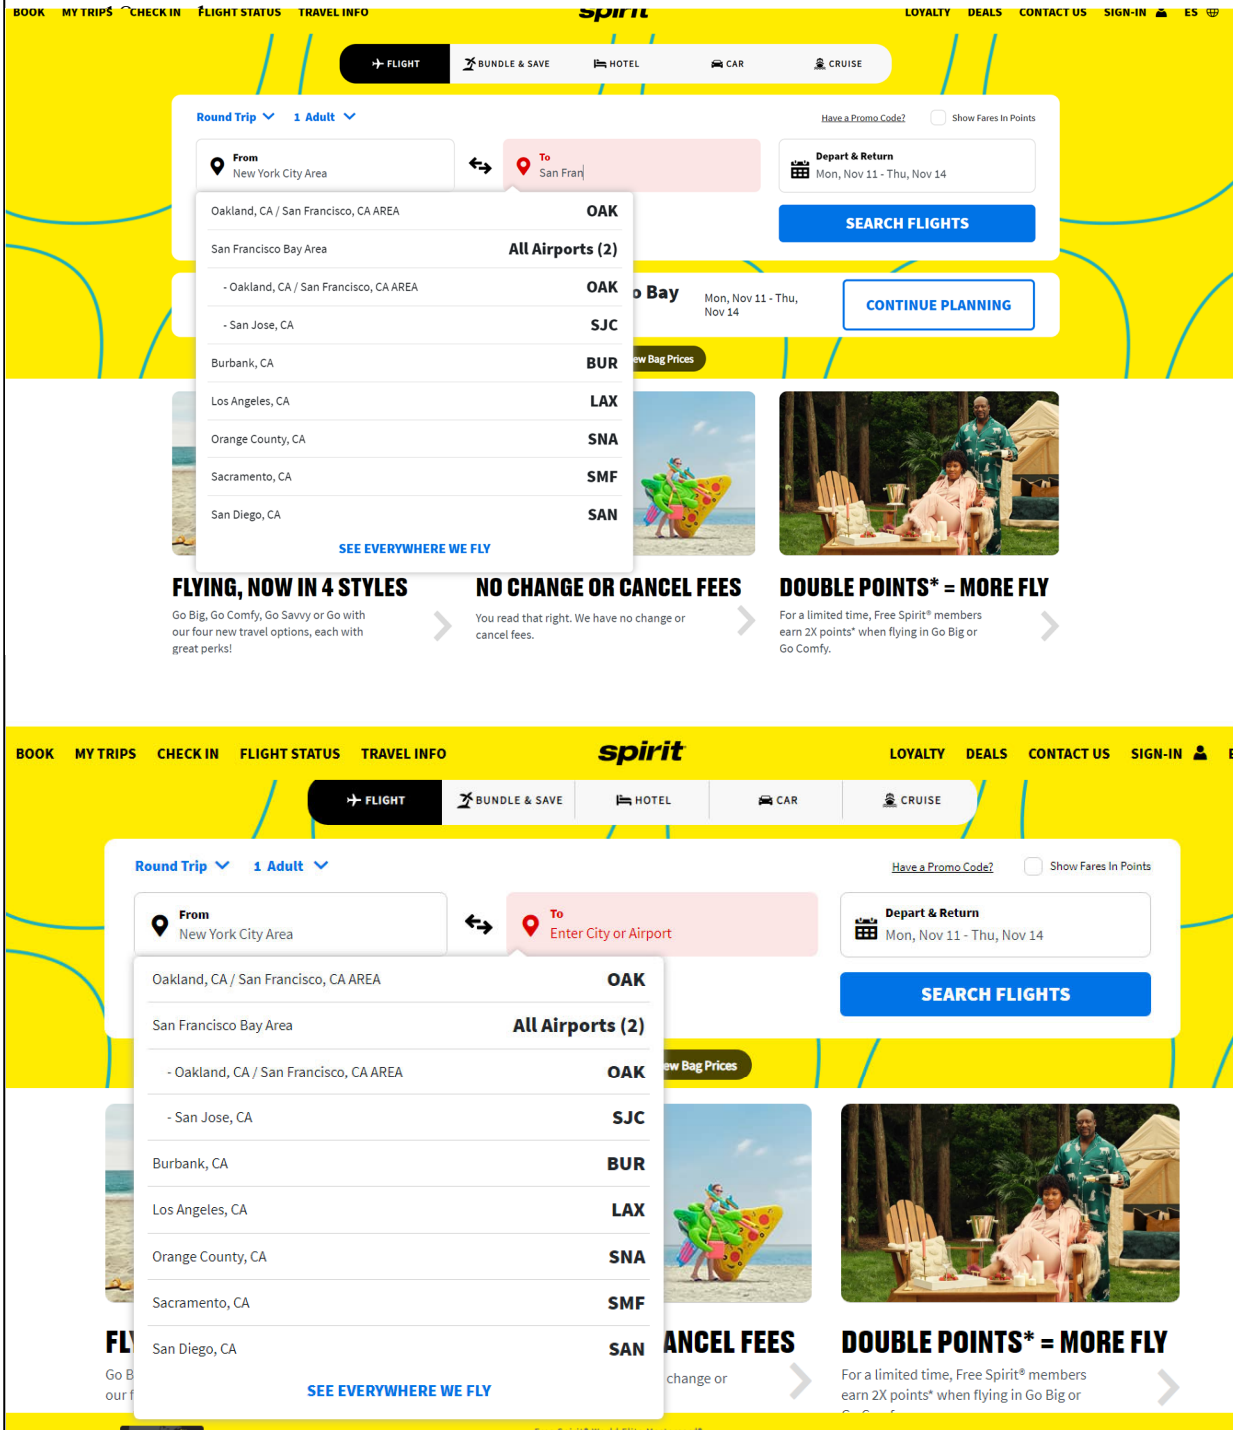 BOOK MY TRIPS CHECK IN FLIGHT STATUS TRAVEL INFO spirit LOYALTY DEALS CONTACT US SIGN-IN ES
FLIGHT BUNDLE & SAVE HOTEL CAR CRUISE
Round Trip 1 Adult Have a Promo Code? Show Fares In Points
From
New York City Area
To
San Fran
Depart & Return
Mon, Nov 11 - Thu, Nov 14
SEARCH FLIGHTS
Oakland, CA / San Francisco, CA AREA OAK
San Francisco Bay Area All Airports (2)
- Oakland, CA / San Francisco, CA AREA OAK
- San Jose, CA SJC
Burbank, CA BUR
Los Angeles, CA LAX
Orange County, CA SNA
Sacramento, CA SMF
San Diego, CA SAN
SEE EVERYWHERE WE FLY
o Bay
Mon, Nov 11 - Thu,
Nov 14
CONTINUE PLANNING
ew Bag Prices
FLYING, NOW IN 4 STYLES
Go Big, Go Comfy, Go Savvy or Go with
our four new travel options, each with
great perks!
NO CHANGE OR CANCEL FEES
You read that right. We have no change or
cancel fees.
DOUBLE POINTS* = MORE FLY
For a limited time, Free Spirit® members
earn 2X points* when flying in Go Big or
Go Comfy.
BOOK MY TRIPS CHECK IN FLIGHT STATUS TRAVEL INFO spirit LOYALTY DEALS CONTACT US SIGN-IN
FLIGHT BUNDLE & SAVE HOTEL CAR CRUISE
Round Trip 1 Adult Have a Promo Code? Show Fares In Points
From
New York City Area
To
Enter City or Airport
Depart & Return
Mon, Nov 11 - Thu, Nov 14
SEARCH FLIGHTS
Oakland, CA / San Francisco, CA AREA OAK
San Francisco Bay Area All Airports (2)
- Oakland, CA / San Francisco, CA AREA OAK
- San Jose, CA SJC
Burbank, CA BUR
Los Angeles, CA LAX
Orange County, CA SNA
Sacramento, CA SMF
San Diego, CA SAN
SEE EVERYWHERE WE FLY
ew Bag Prices
FLY
Go B
our f
ANCEL FEES
change or
DOUBLE POINTS* = MORE FLY
For a limited time, Free Spirit® members
earn 2X points* when flying in Go Big or